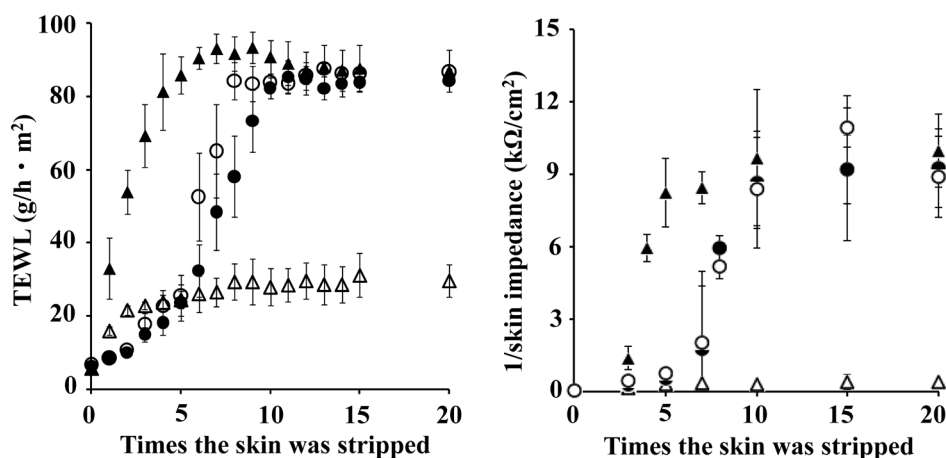 TEWL (g/h・m²)
100
80
60
40
20
0
0 5 10 15 20
Times the skin was stripped
1/skin impedance (kΩ/cm²)
15
12
9
6
3
0
0 5 10 15 20
Times the skin was stripped